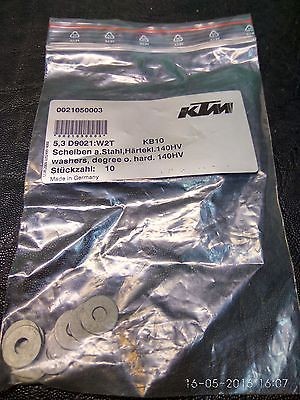 0021050003
KTM
5,3 D9021:W2T KB10
Scheiben a.Stahl,Härtekl.140HV
washers, degree o. hard. 140HV
Stückzahl: 10
Made in Germany
16-05-2015 16:07